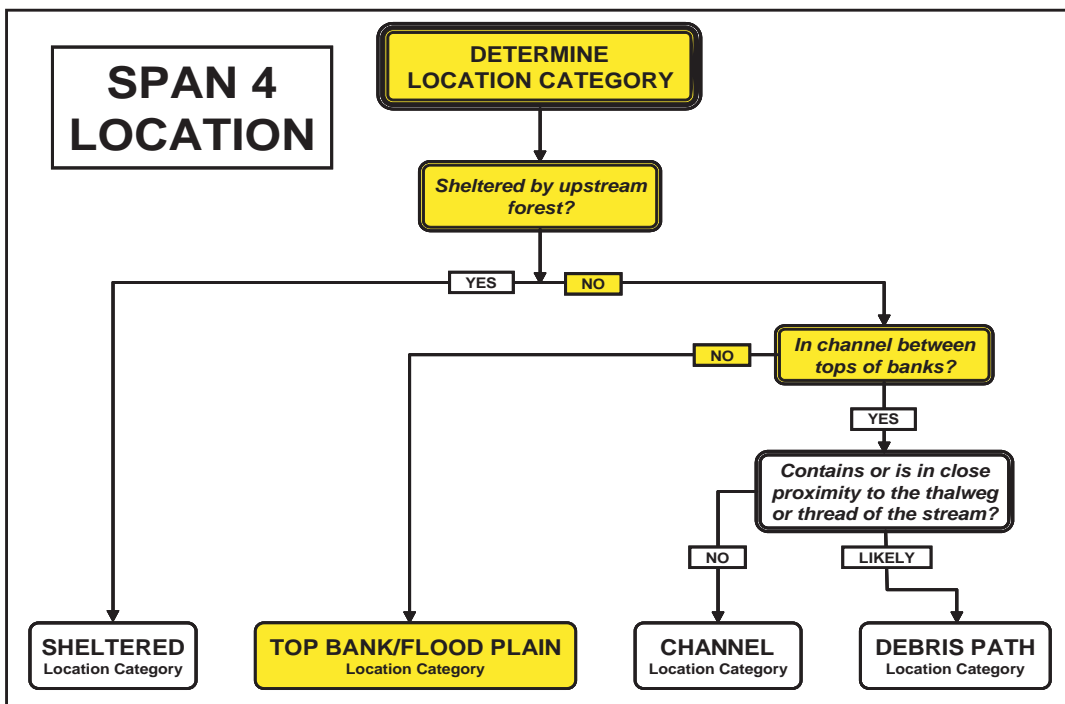 SPAN 4
LOCATION
DETERMINE
LOCATION CATEGORY
Sheltered by upstream
forest?
YES
NO
In channel between
tops of banks?
NO
YES
Contains or is in close
proximity to the thalweg
or thread of the stream?
NO
LIKELY
SHELTERED
Location Category
TOP BANK/FLOOD PLAIN
Location Category
CHANNEL
Location Category
DEBRIS PATH
Location Category